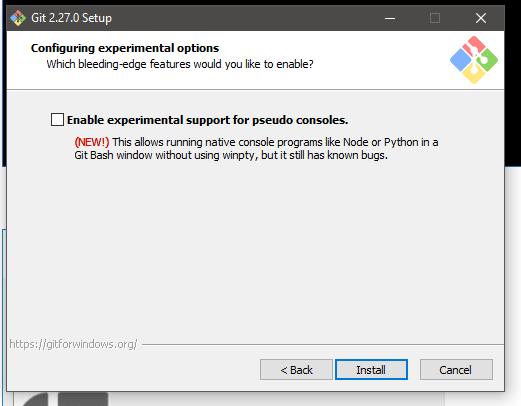 Git 2.27.0 Setup
Configuring experimental options
Which bleeding-edge features would you like to enable?
Enable experimental support for pseudo consoles.
(NEW!) This allows running native console programs like Node or Python in a
Git Bash window without using winpty, but it still has known bugs.
https://gitforwindows.org/
< Back
Install
Cancel